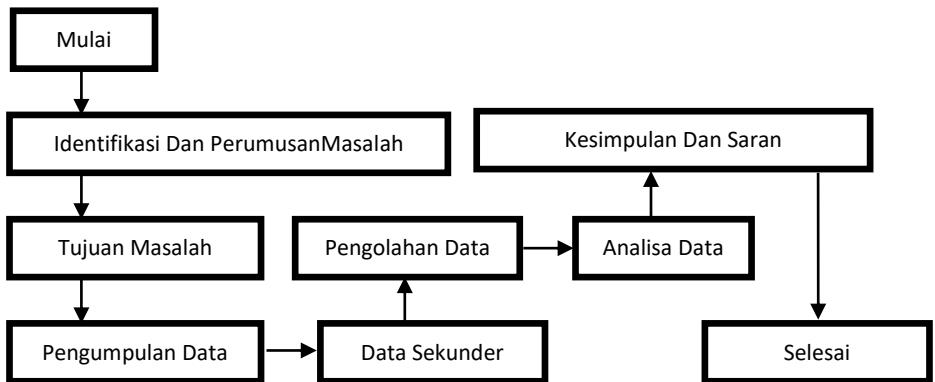 Mulai
Identifikasi Dan PerumusanMasalah
Tujuan Masalah
Pengumpulan Data
Data Sekunder
Pengolahan Data
Analisa Data
Kesimpulan Dan Saran
Selesai